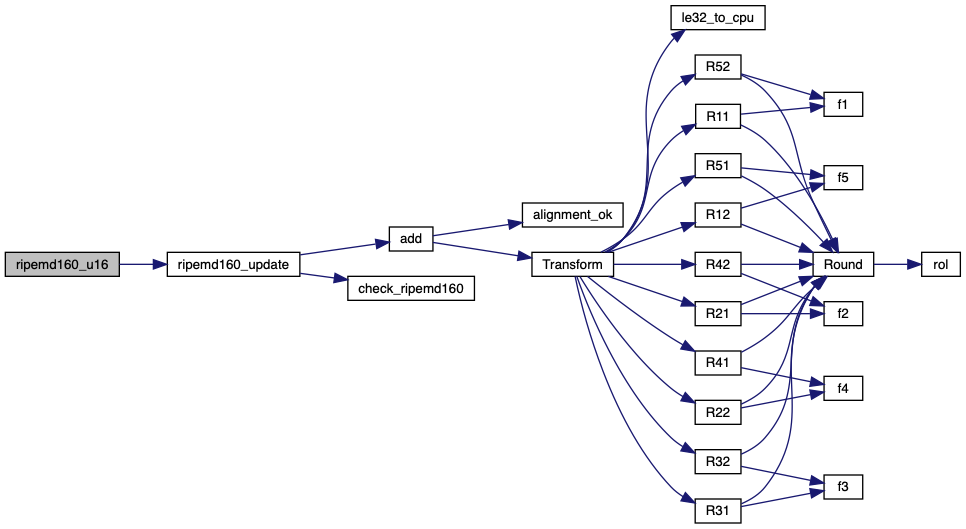 ripemd160_u16
ripemd160_update
add
check_ripemd160
alignment_ok
Transform
le32_to_cpu
R52
R11
R51
R12
R42
R21
R41
R22
R32
R31
f1
f5
Round
f2
f4
f3
rol